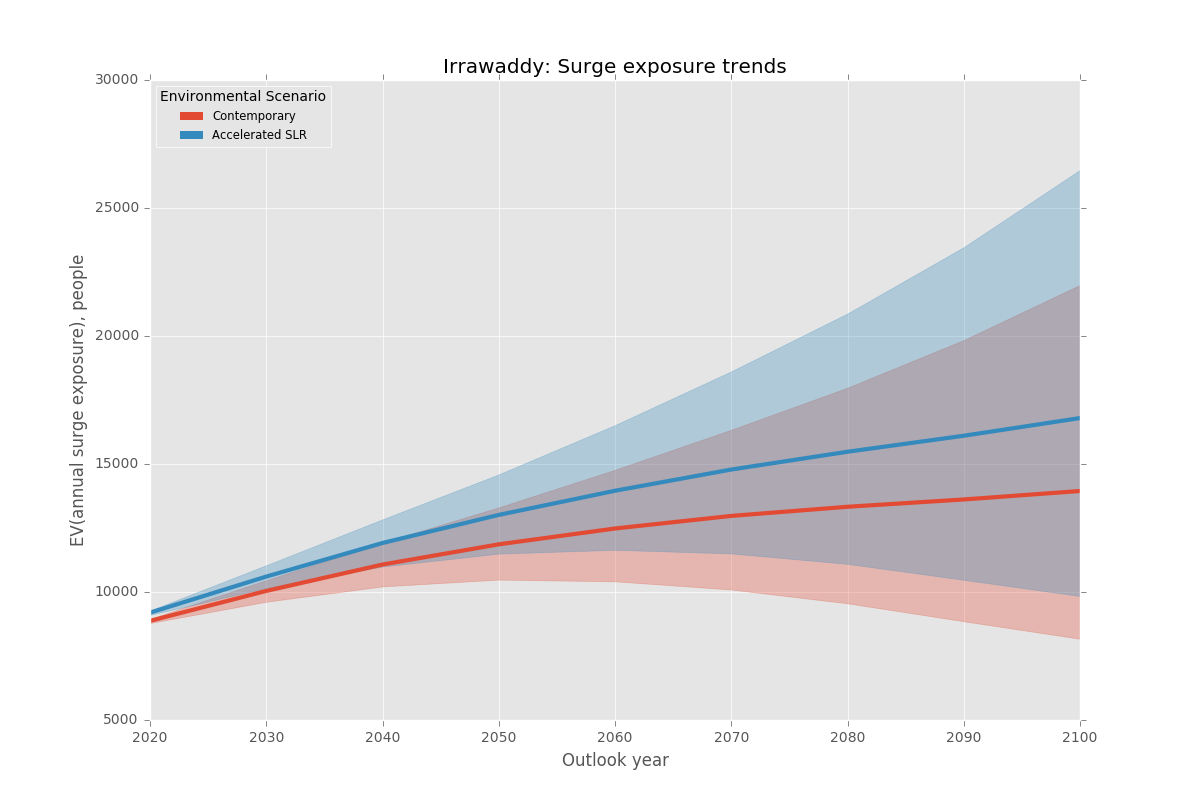 Irrawaddy: Surge exposure trends
Environmental Scenario
Contemporary
Accelerated SLR
EV(annual surge exposure), people
30000
25000
20000
15000
10000
5000
2020 2030 2040 2050 2060 2070 2080 2090 2100
Outlook year